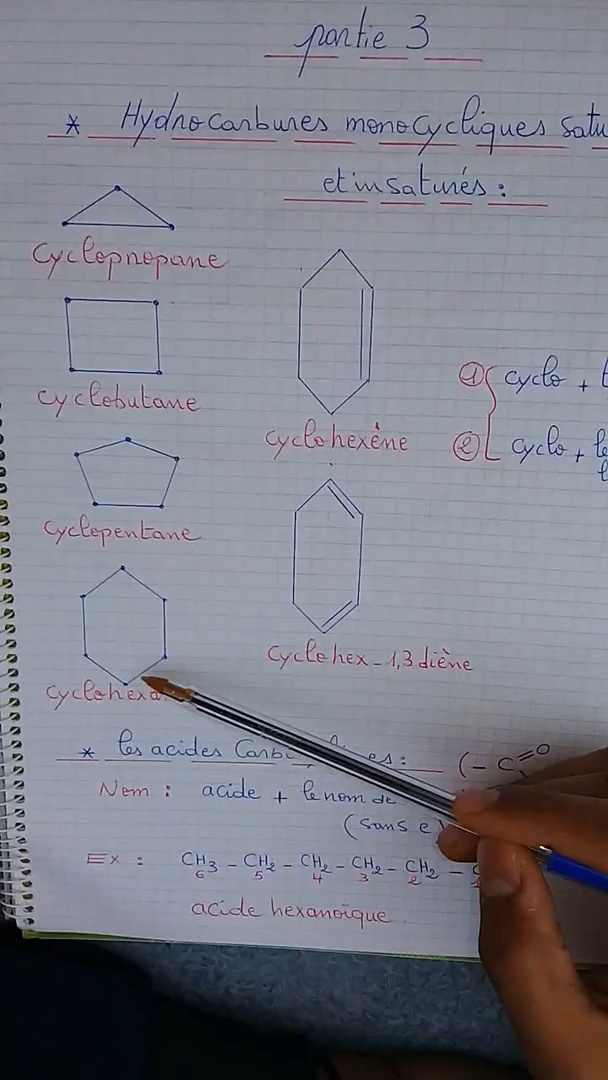 partie 3
* Hydrocarbures monocycliques satu
et insaturés :
cyclopropane
cyclobutane
cyclopentane
cyclohexa
cyclohexène
cyclohex - 1,3 diène
① cyclo +
② cyclo + le
* les acides Carb
(- C=O
Nom : acide + le nom de
(sans e)
Ex : CH3 - CH2 - CH2 - CH2 - CH2 -
6 5 4 3 2
acide hexanoïque